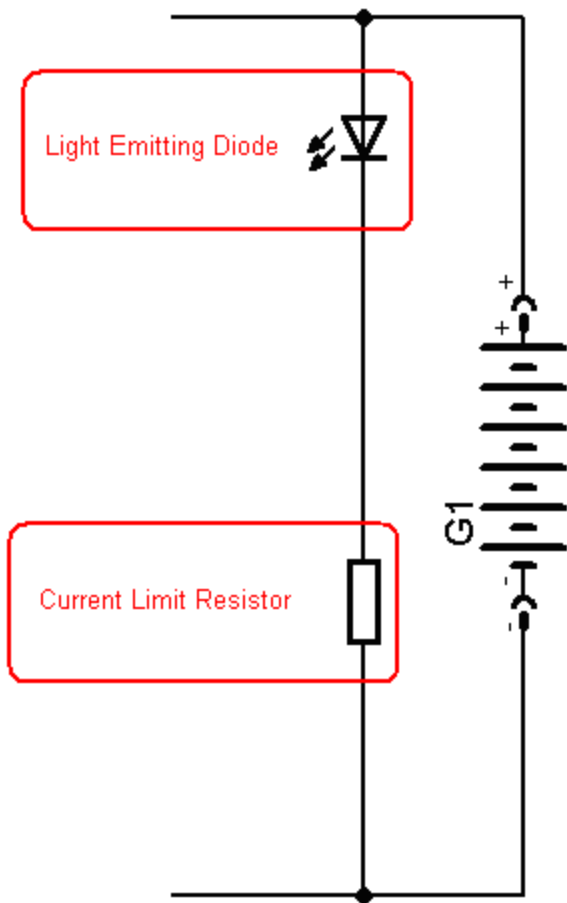 Light Emitting Diode
+
+
G1
-
-
Current Limit Resistor